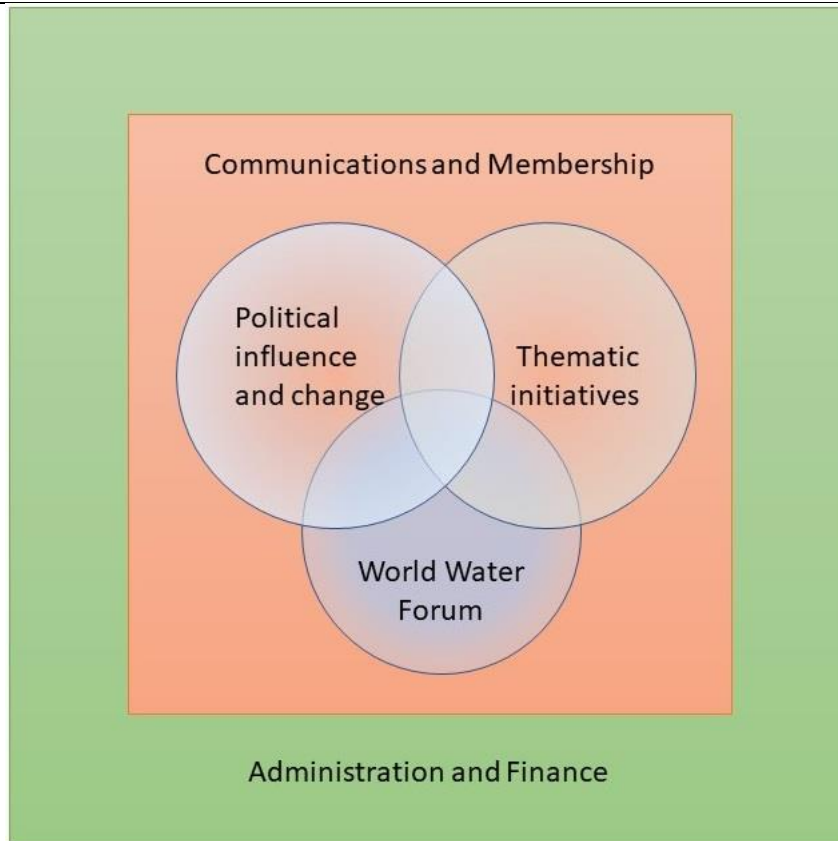 Communications and Membership
Political
influence
and change
Thematic
initiatives
World Water
Forum
Administration and Finance